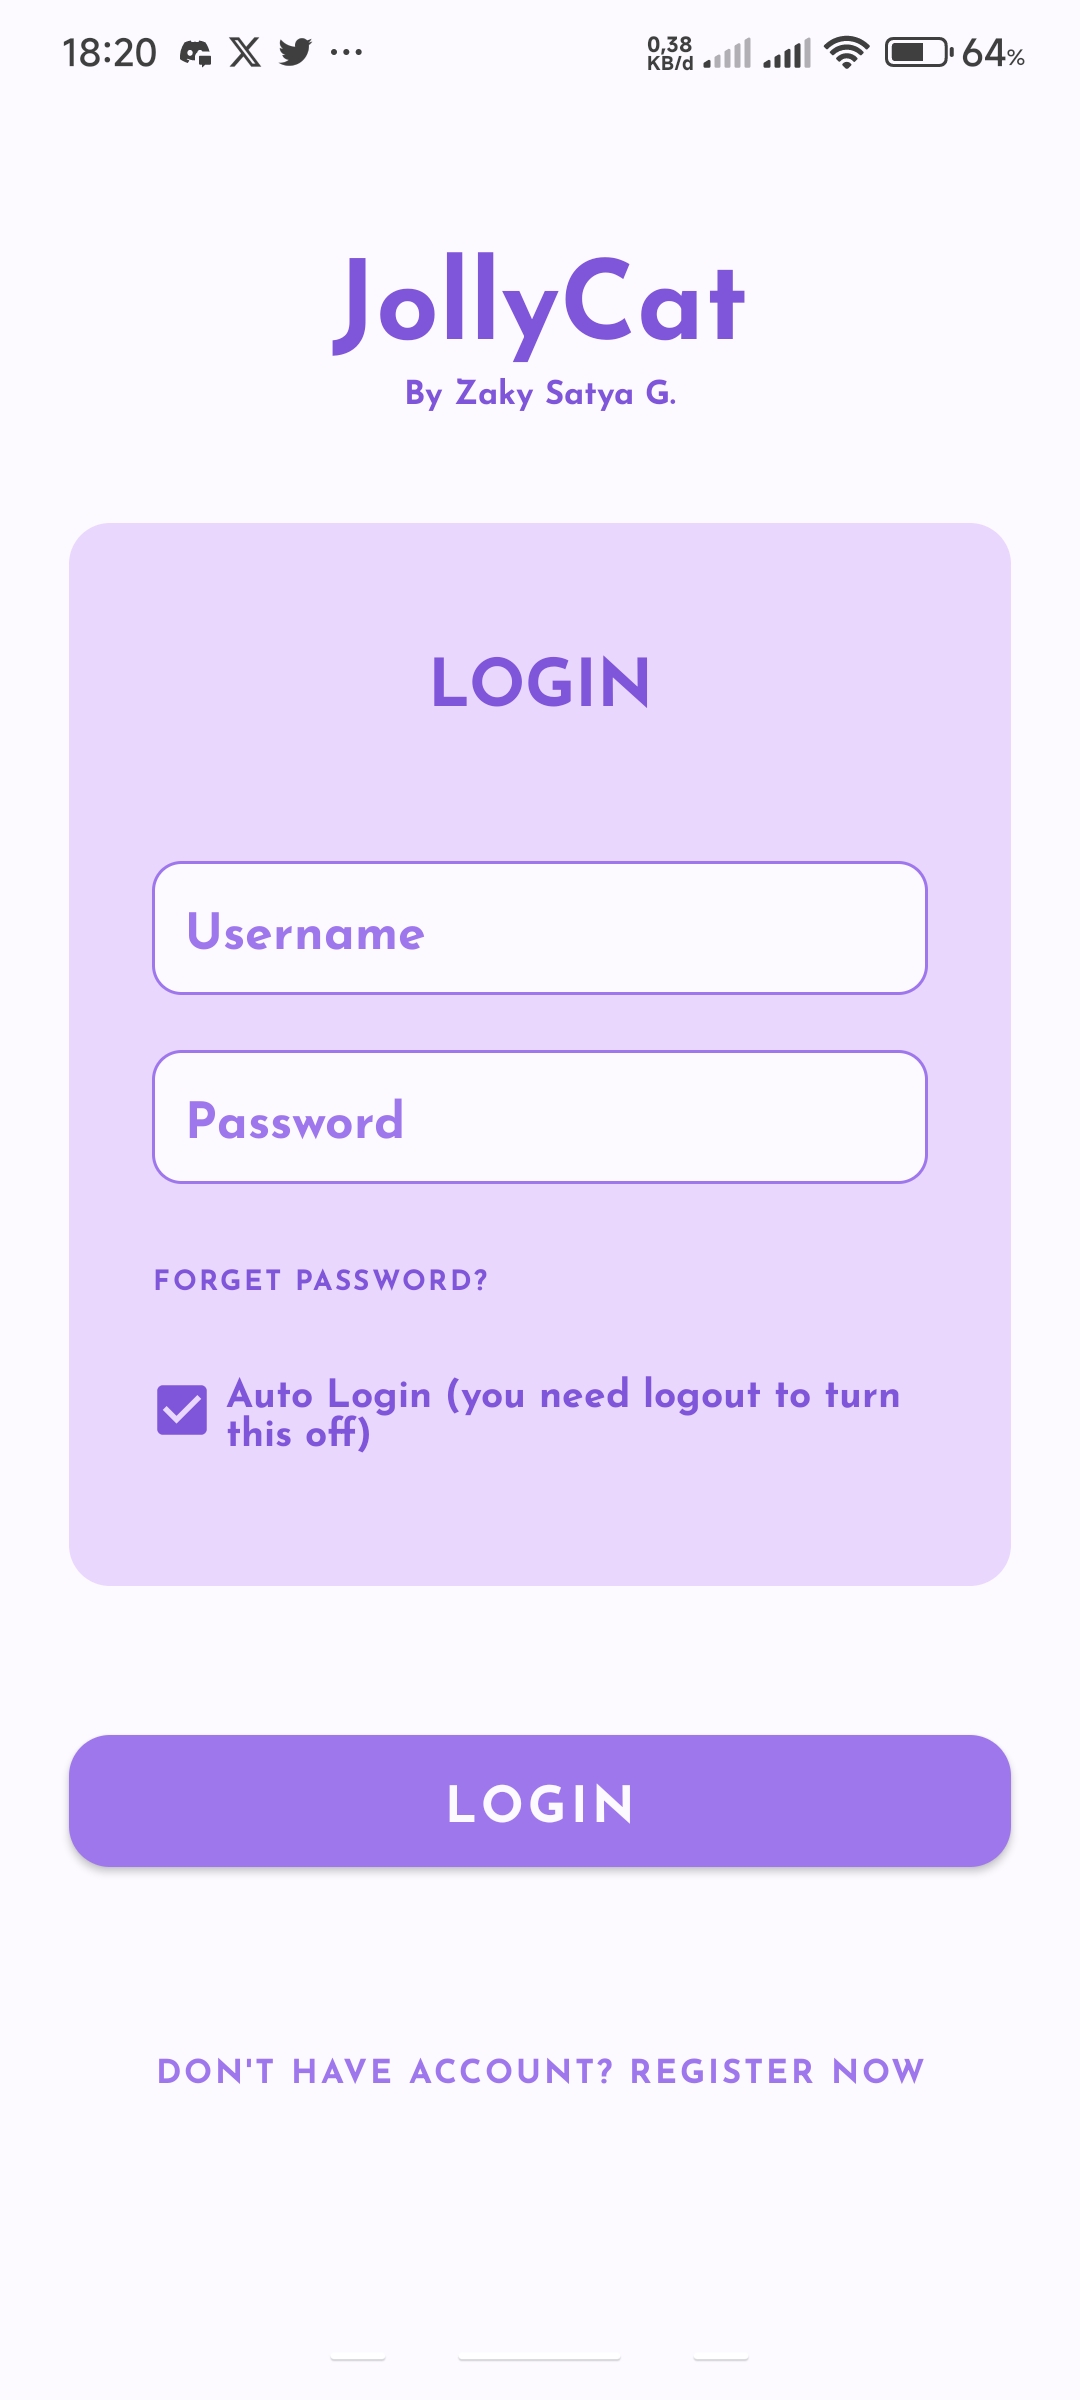 18:20
0,38
KB/d
64%
JollyCat
By Zaky Satya G.
LOGIN
Username
Password
FORGET PASSWORD?
Auto Login (you need logout to turn
this off)
LOGIN
DON'T HAVE ACCOUNT? REGISTER NOW